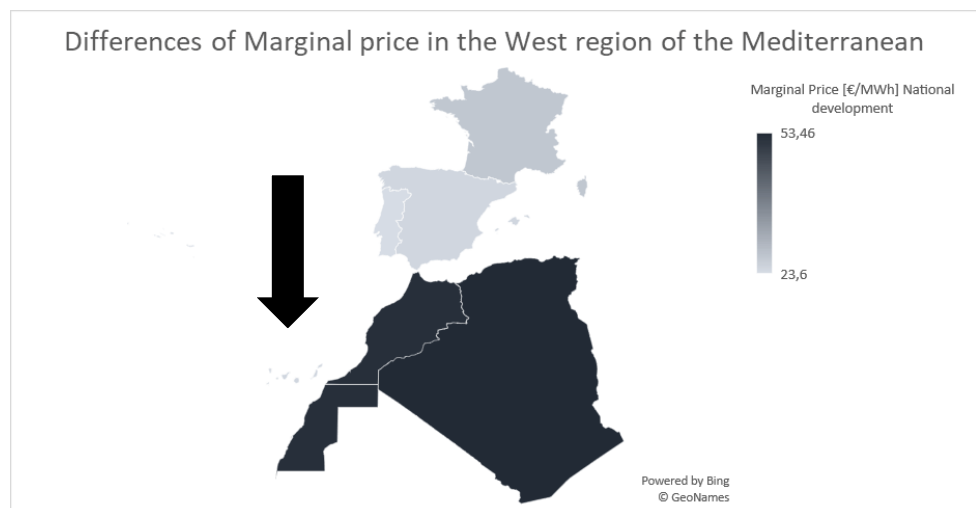 Differences of Marginal price in the West region of the Mediterranean
Marginal Price [€/MWh] National
development
53,46
23,6
Powered by Bing
© GeoNames